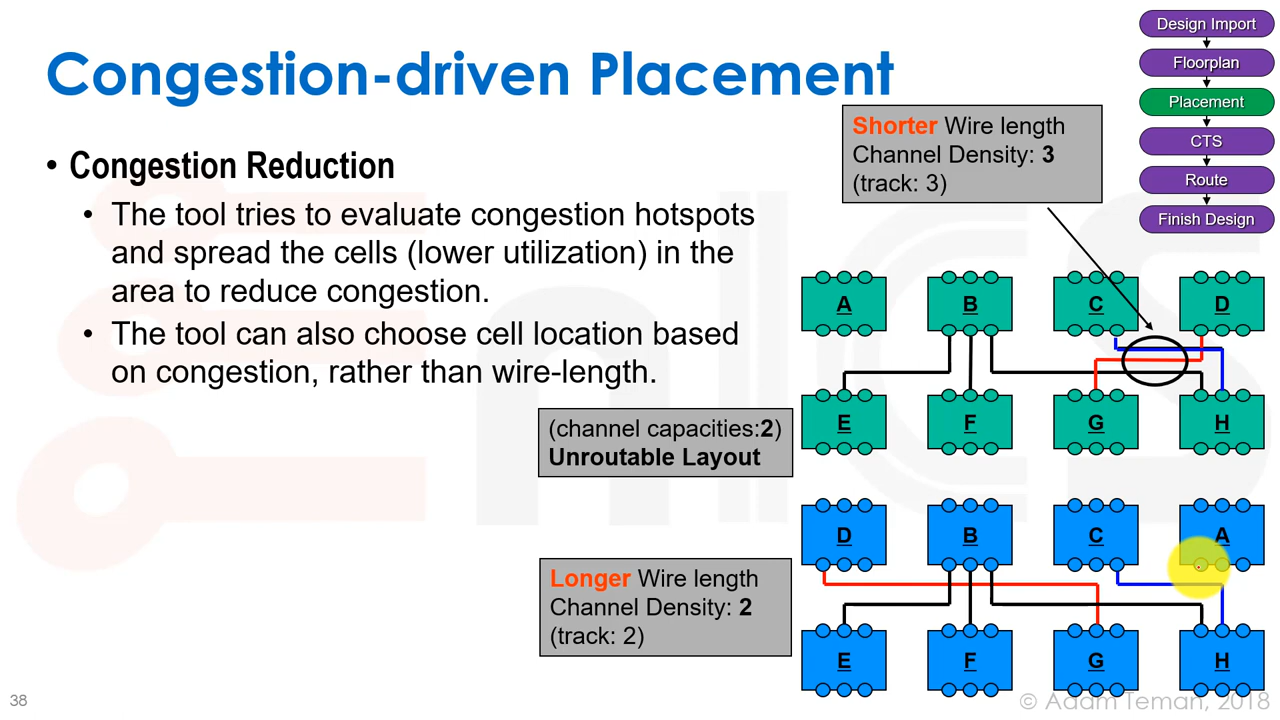 Congestion-driven Placement
• Congestion Reduction
• The tool tries to evaluate congestion hotspots
and spread the cells (lower utilization) in the
area to reduce congestion.
• The tool can also choose cell location based
on congestion, rather than wire-length.
Design Import
Floorplan
Placement
CTS
Route
Finish Design
Shorter Wire length
Channel Density: 3
(track: 3)
A B C D
E F G H
(channel capacities:2)
Unroutable Layout
D B C A
E F G H
Longer Wire length
Channel Density: 2
(track: 2)
38
© Adam Teman, 2018